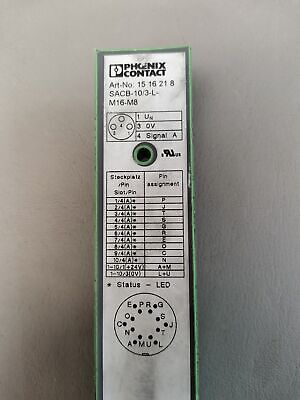 PHOENIX
CONTACT
Art-No: 15 16 21 8
SACB-10/3-L-
M16-M8
1 UN
3 0V
4 Signal A
Steckplatz
/Pin
Slot/Pin
Pin
assignment
1/4(A)* P
2/4(A)* J
3/4(A)* T
4/4(A)* S
5/4(A)* G
6/4(A)* R
7/4(A)* E
8/4(A)* O
9/4(A)* C
10/4(A)* N
1-10/1(+24V) A+M
1-10/3(0V) L+U
* Status - LED
E P R G
O S
C J
N T
A M U L